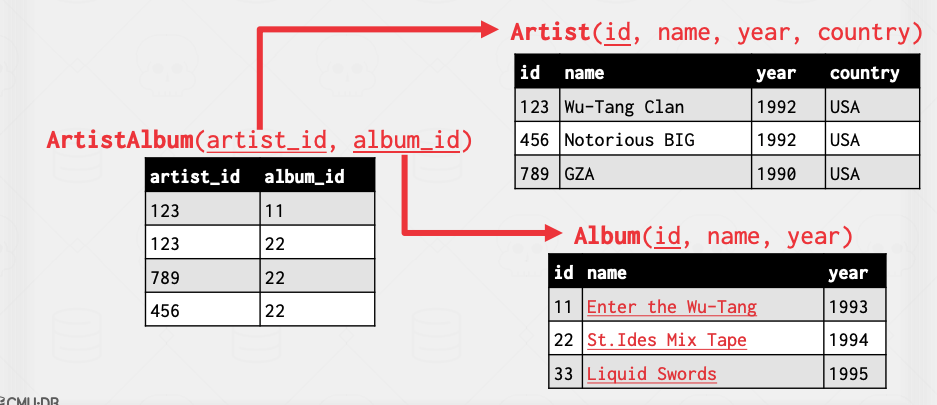 Artist(id, name, year, country)
id name year country
123 Wu-Tang Clan 1992 USA
456 Notorious BIG 1992 USA
789 GZA 1990 USA
ArtistAlbum(artist_id, album_id)
artist_id album_id
123 11
123 22
789 22
456 22
Album(id, name, year)
id name year
11 Enter the Wu-Tang 1993
22 St.Ides Mix Tape 1994
33 Liquid Swords 1995
CMU·DB